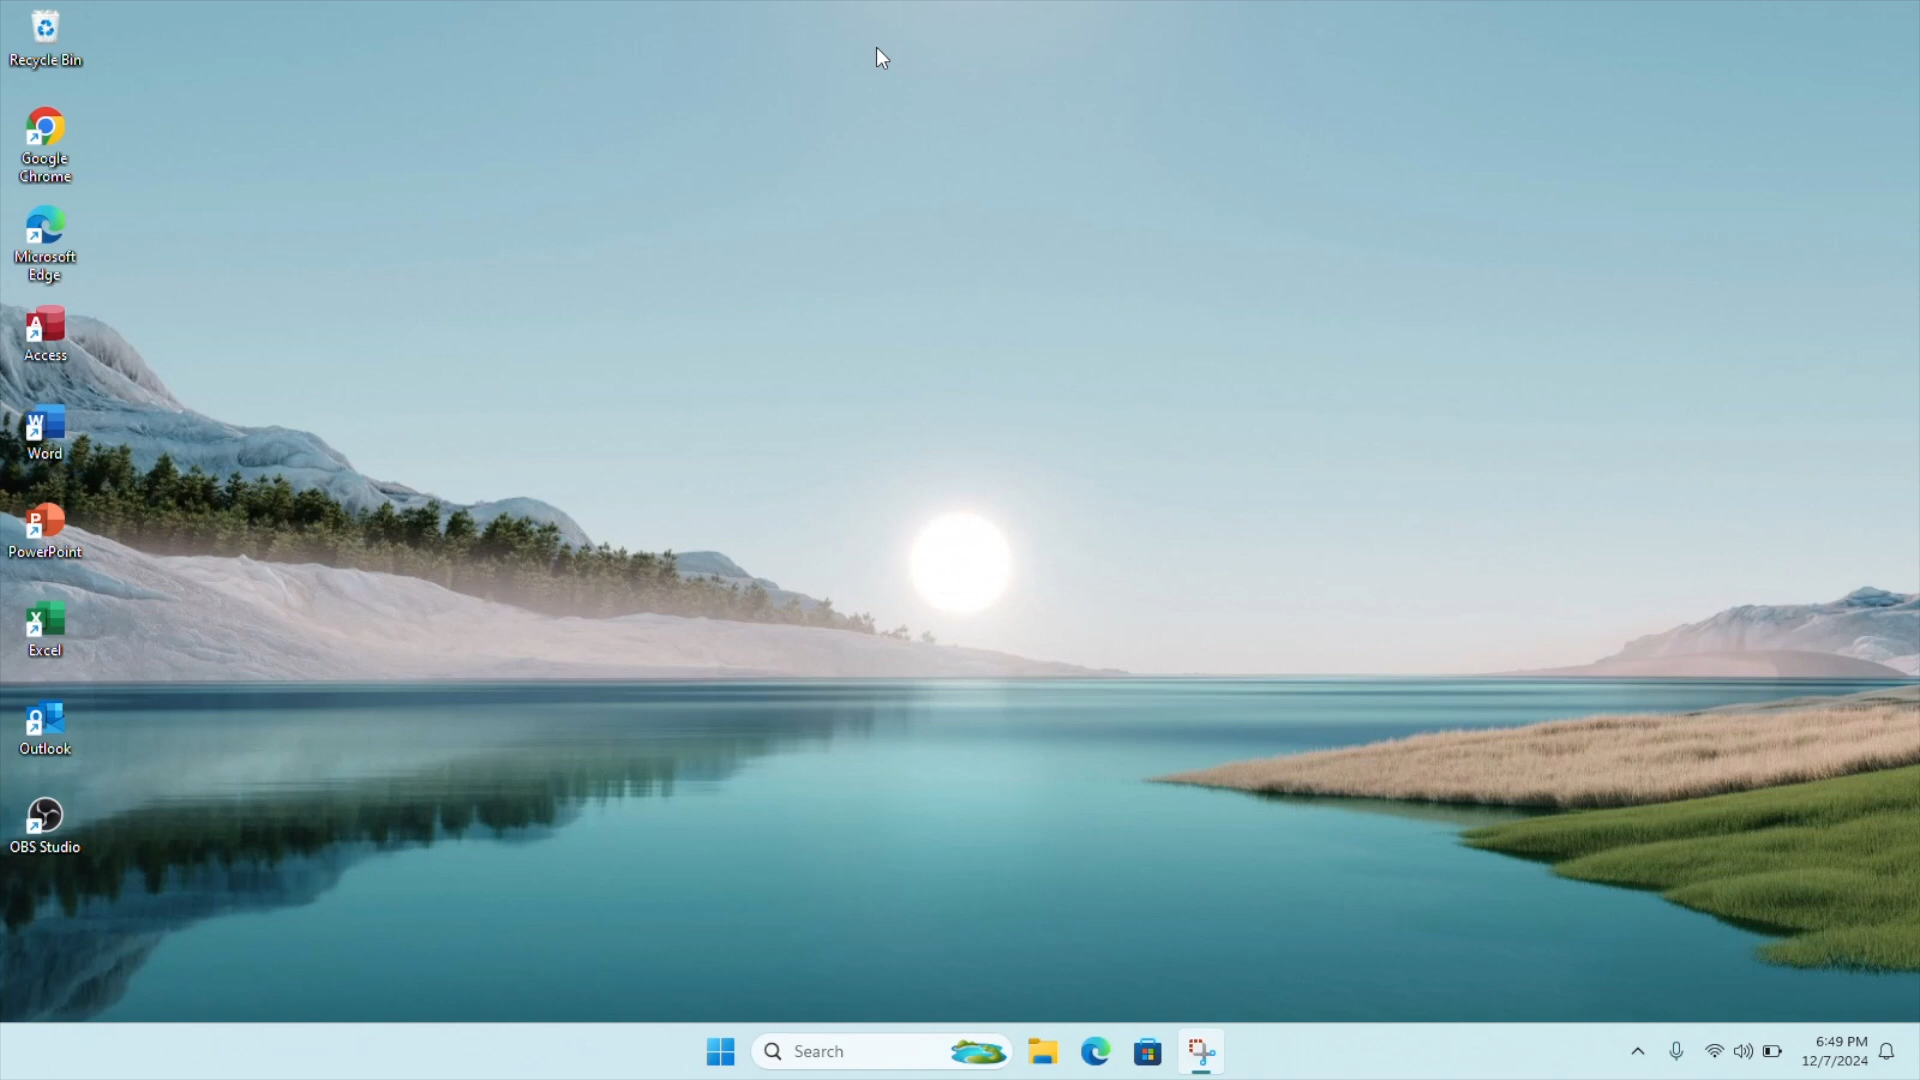 Recycle Bin
Google
Chrome
Microsoft
Edge
Access
Word
PowerPoint
Excel
Outlook
OBS Studio
Search
6:49 PM
12/7/2024